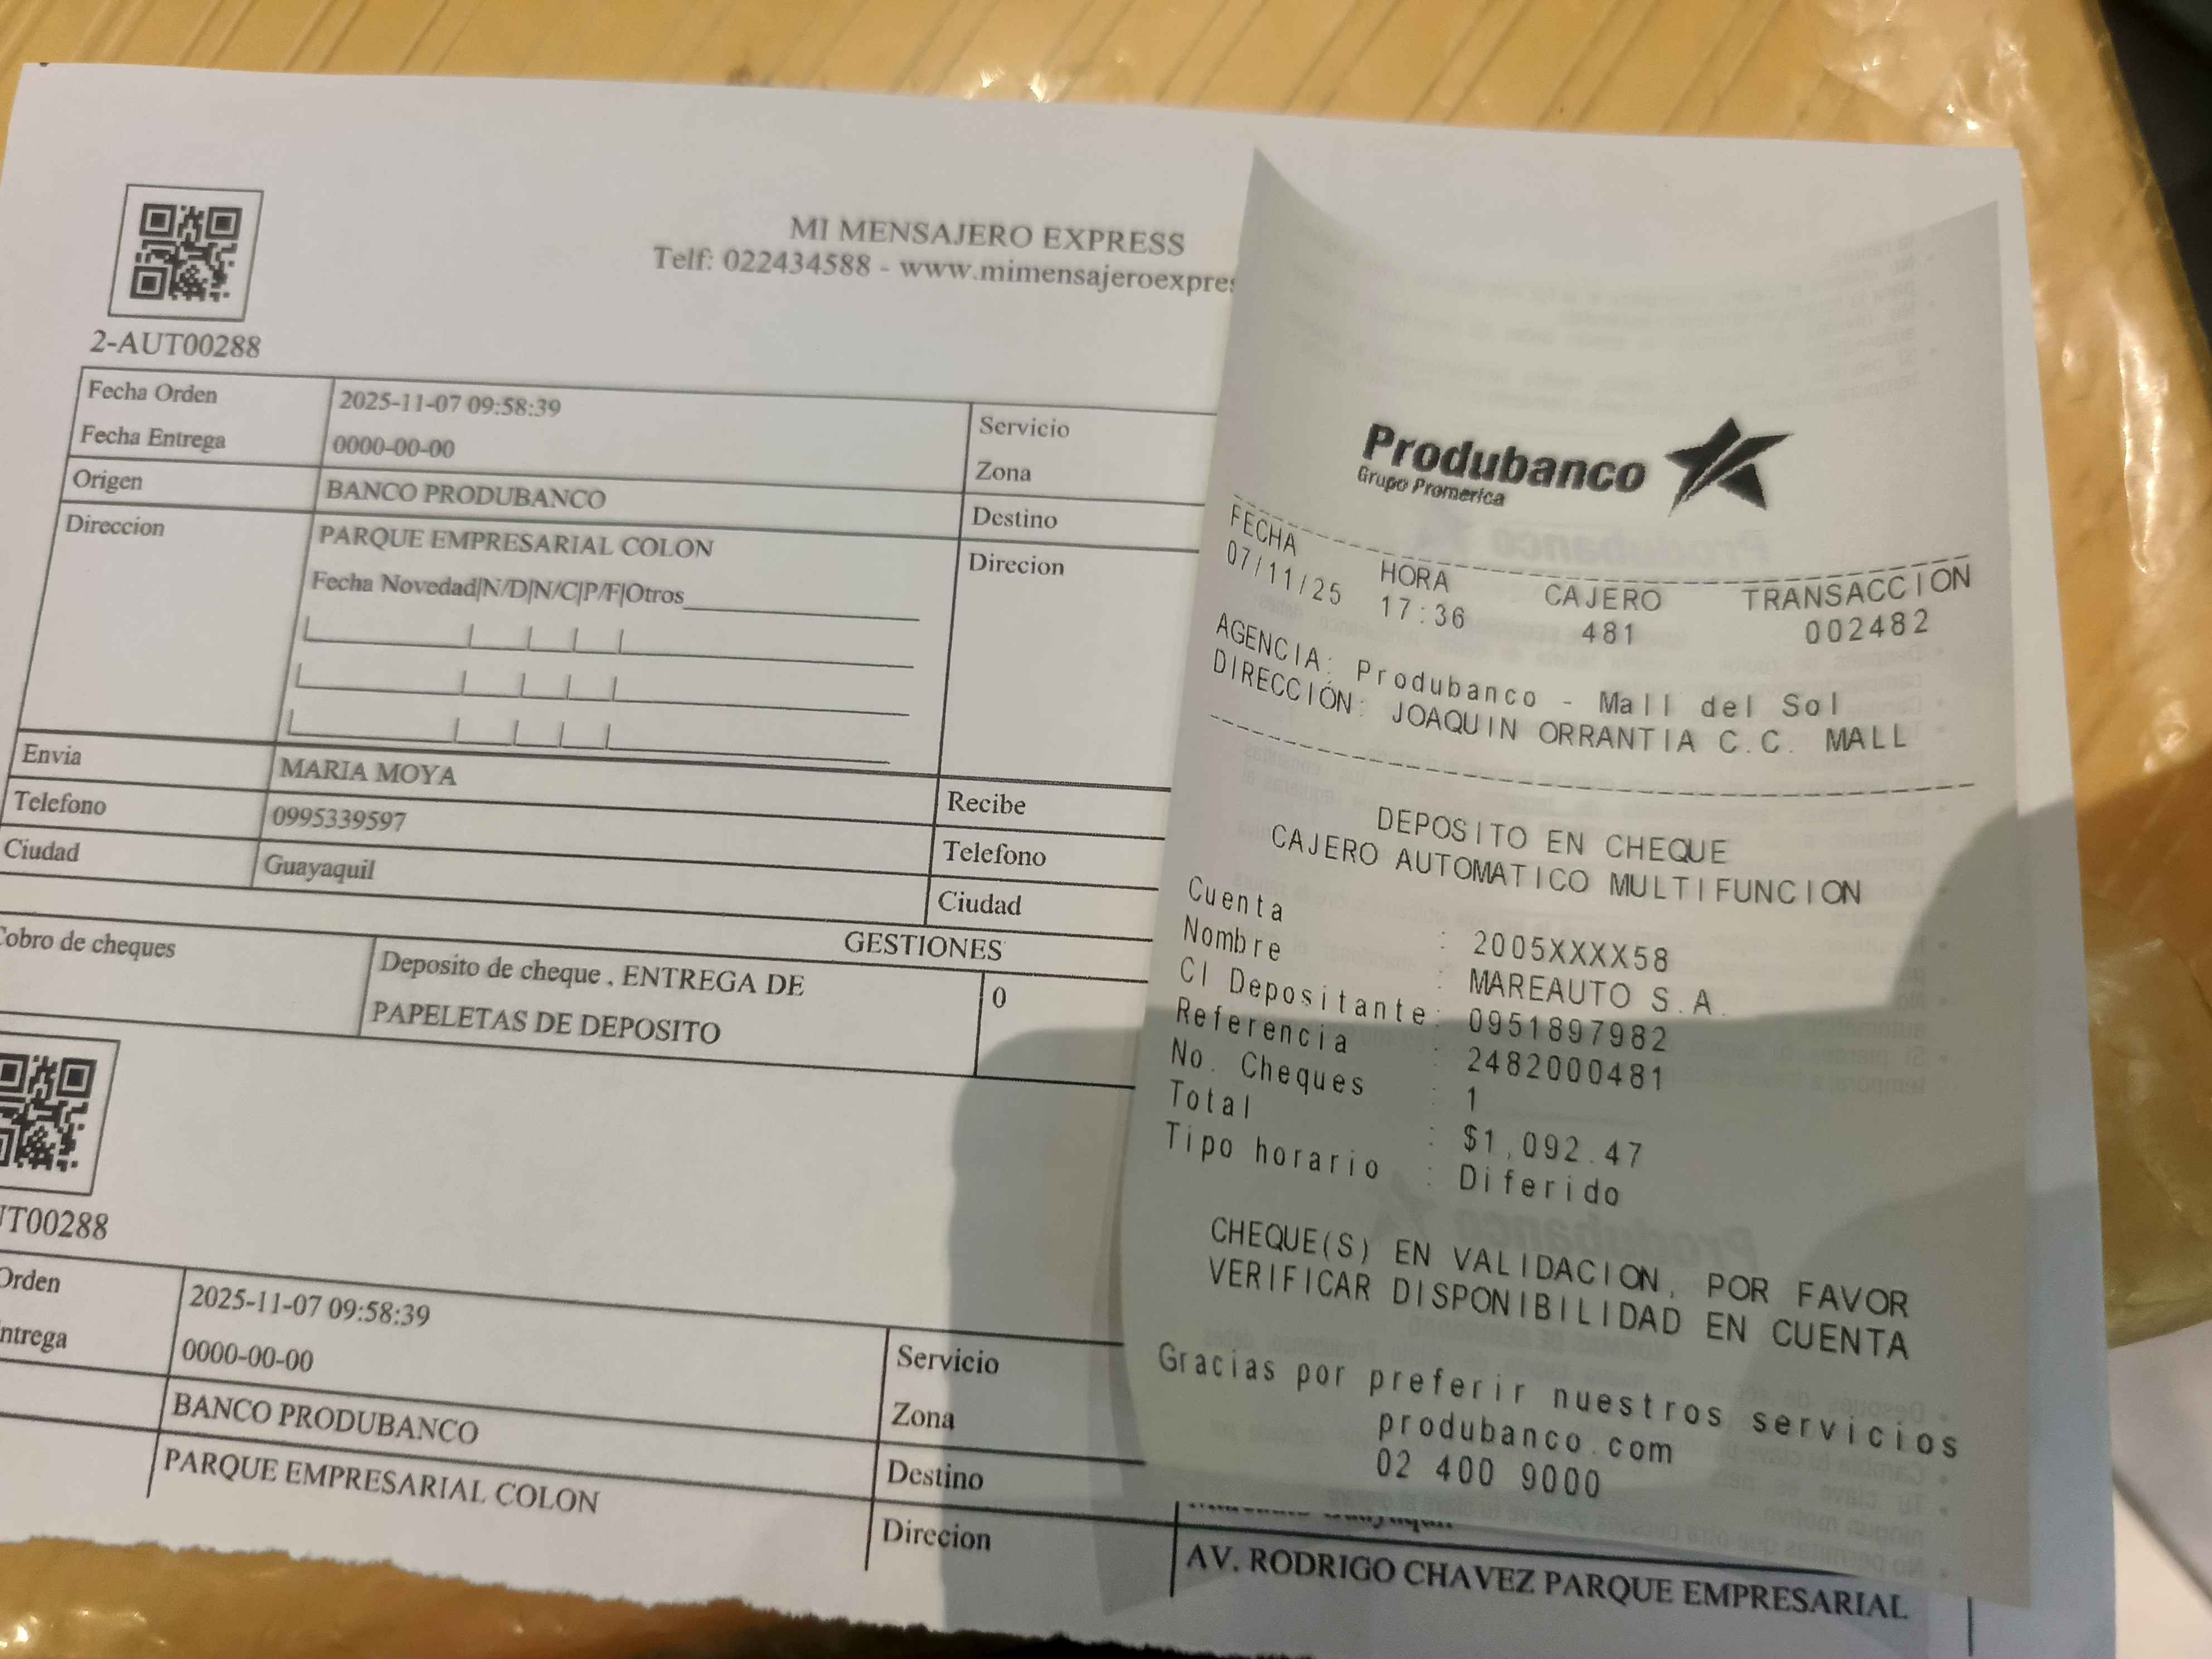 MI MENSAJERO EXPRESS
Telf: 022434588 - www.mimensajeroexpres
2-AUT00288
Fecha Orden 2025-11-07 09:58:39 Servicio
Fecha Entrega 0000-00-00 Zona
Origen BANCO PRODUBANCO Destino
Direccion PARQUE EMPRESARIAL COLON Direcion
Fecha Novedad|N/D|N/C|P/F|Otros
Envia MARIA MOYA Recibe
Telefono 0995339597 Telefono
Ciudad Guayaquil Ciudad
GESTIONES
Cobro de cheques Deposito de cheque , ENTREGA DE 0
PAPELETAS DE DEPOSITO
UT00288
Orden 2025-11-07 09:58:39 Servicio
ntrega 0000-00-00 Zona
BANCO PRODUBANCO Destino
PARQUE EMPRESARIAL COLON Direcion
AV. RODRIGO CHAVEZ PARQUE EMPRESARIAL
Produbanco
Grupo Promerica
FECHA HORA CAJERO TRANSACCION
07/11/25 17:36 481 002482
AGENCIA: Produbanco - Mall del Sol
DIRECCIÓN: JOAQUIN ORRANTIA C.C. MALL
DEPOSITO EN CHEQUE
CAJERO AUTOMATICO MULTIFUNCION
Cuenta : 2005XXXX58
Nombre : MAREAUTO S.A.
CI Depositante: 0951897982
Referencia : 2482000481
No. Cheques : 1
Total : $1,092.47
Tipo horario : Diferido
CHEQUE(S) EN VALIDACION, POR FAVOR
VERIFICAR DISPONIBILIDAD EN CUENTA
Gracias por preferir nuestros servicios
produbanco.com
02 400 9000